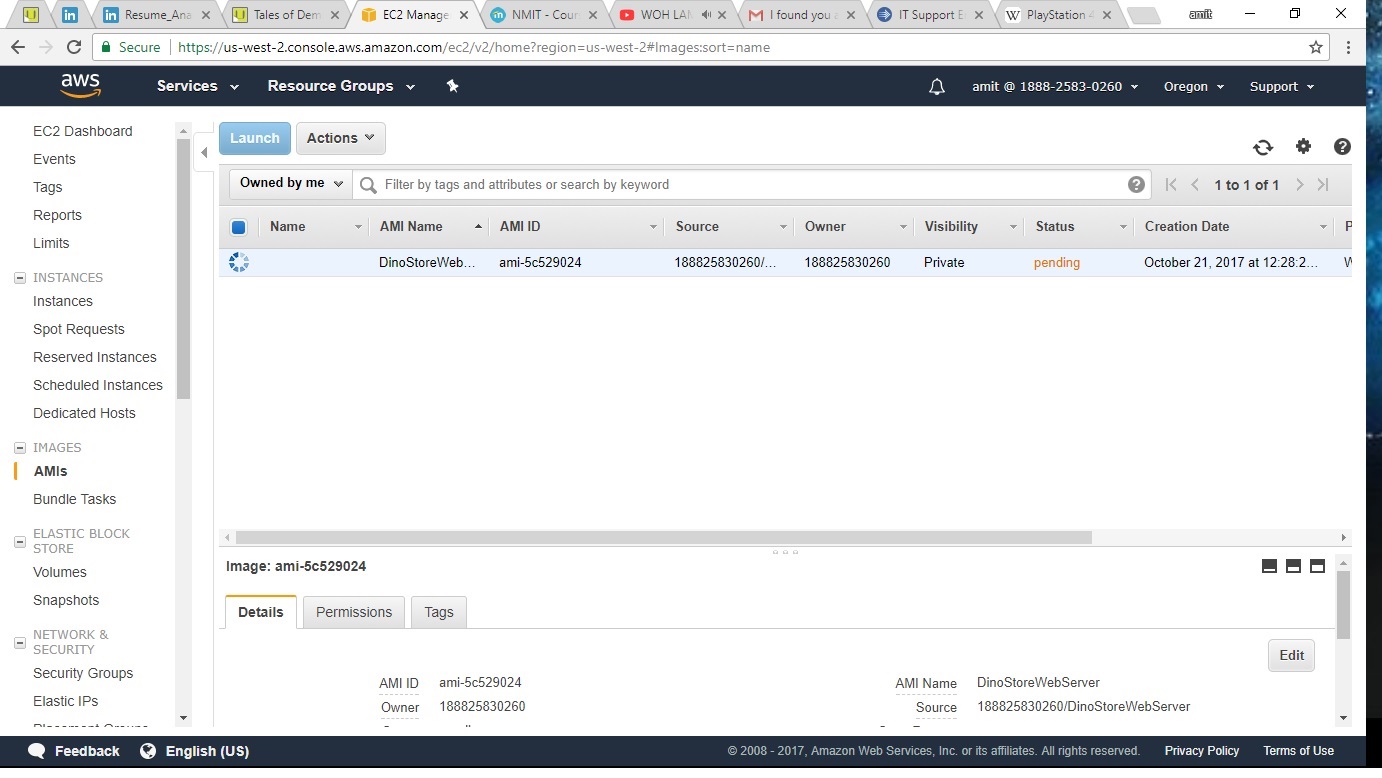 Resume_Ana
Tales of Dem
EC2 Manage
NMIT - Coun
WOH LAD
I found you a
IT Support E
PlayStation 4
amit
Secure https://us-west-2.console.aws.amazon.com/ec2/v2/home?region=us-west-2#Images:sort=name
aws Services Resource Groups amit @ 1888-2583-0260 Oregon Support
EC2 Dashboard
Events
Tags
Reports
Limits
INSTANCES
Instances
Spot Requests
Reserved Instances
Scheduled Instances
Dedicated Hosts
IMAGES
AMIs
Bundle Tasks
ELASTIC BLOCK
STORE
Volumes
Snapshots
NETWORK &
SECURITY
Security Groups
Elastic IPs
Placement Groups
Launch Actions
Owned by me Filter by tags and attributes or search by keyword 1 to 1 of 1
Name AMI Name AMI ID Source Owner Visibility Status Creation Date P
DinoStoreWeb... ami-5c529024 188825830260/... 188825830260 Private pending October 21, 2017 at 12:28:2... W
Image: ami-5c529024
Details Permissions Tags
Edit
AMI ID ami-5c529024 AMI Name DinoStoreWebServer
Owner 188825830260 Source 188825830260/DinoStoreWebServer
Feedback English (US) © 2008 - 2017, Amazon Web Services, Inc. or its affiliates. All rights reserved. Privacy Policy Terms of Use